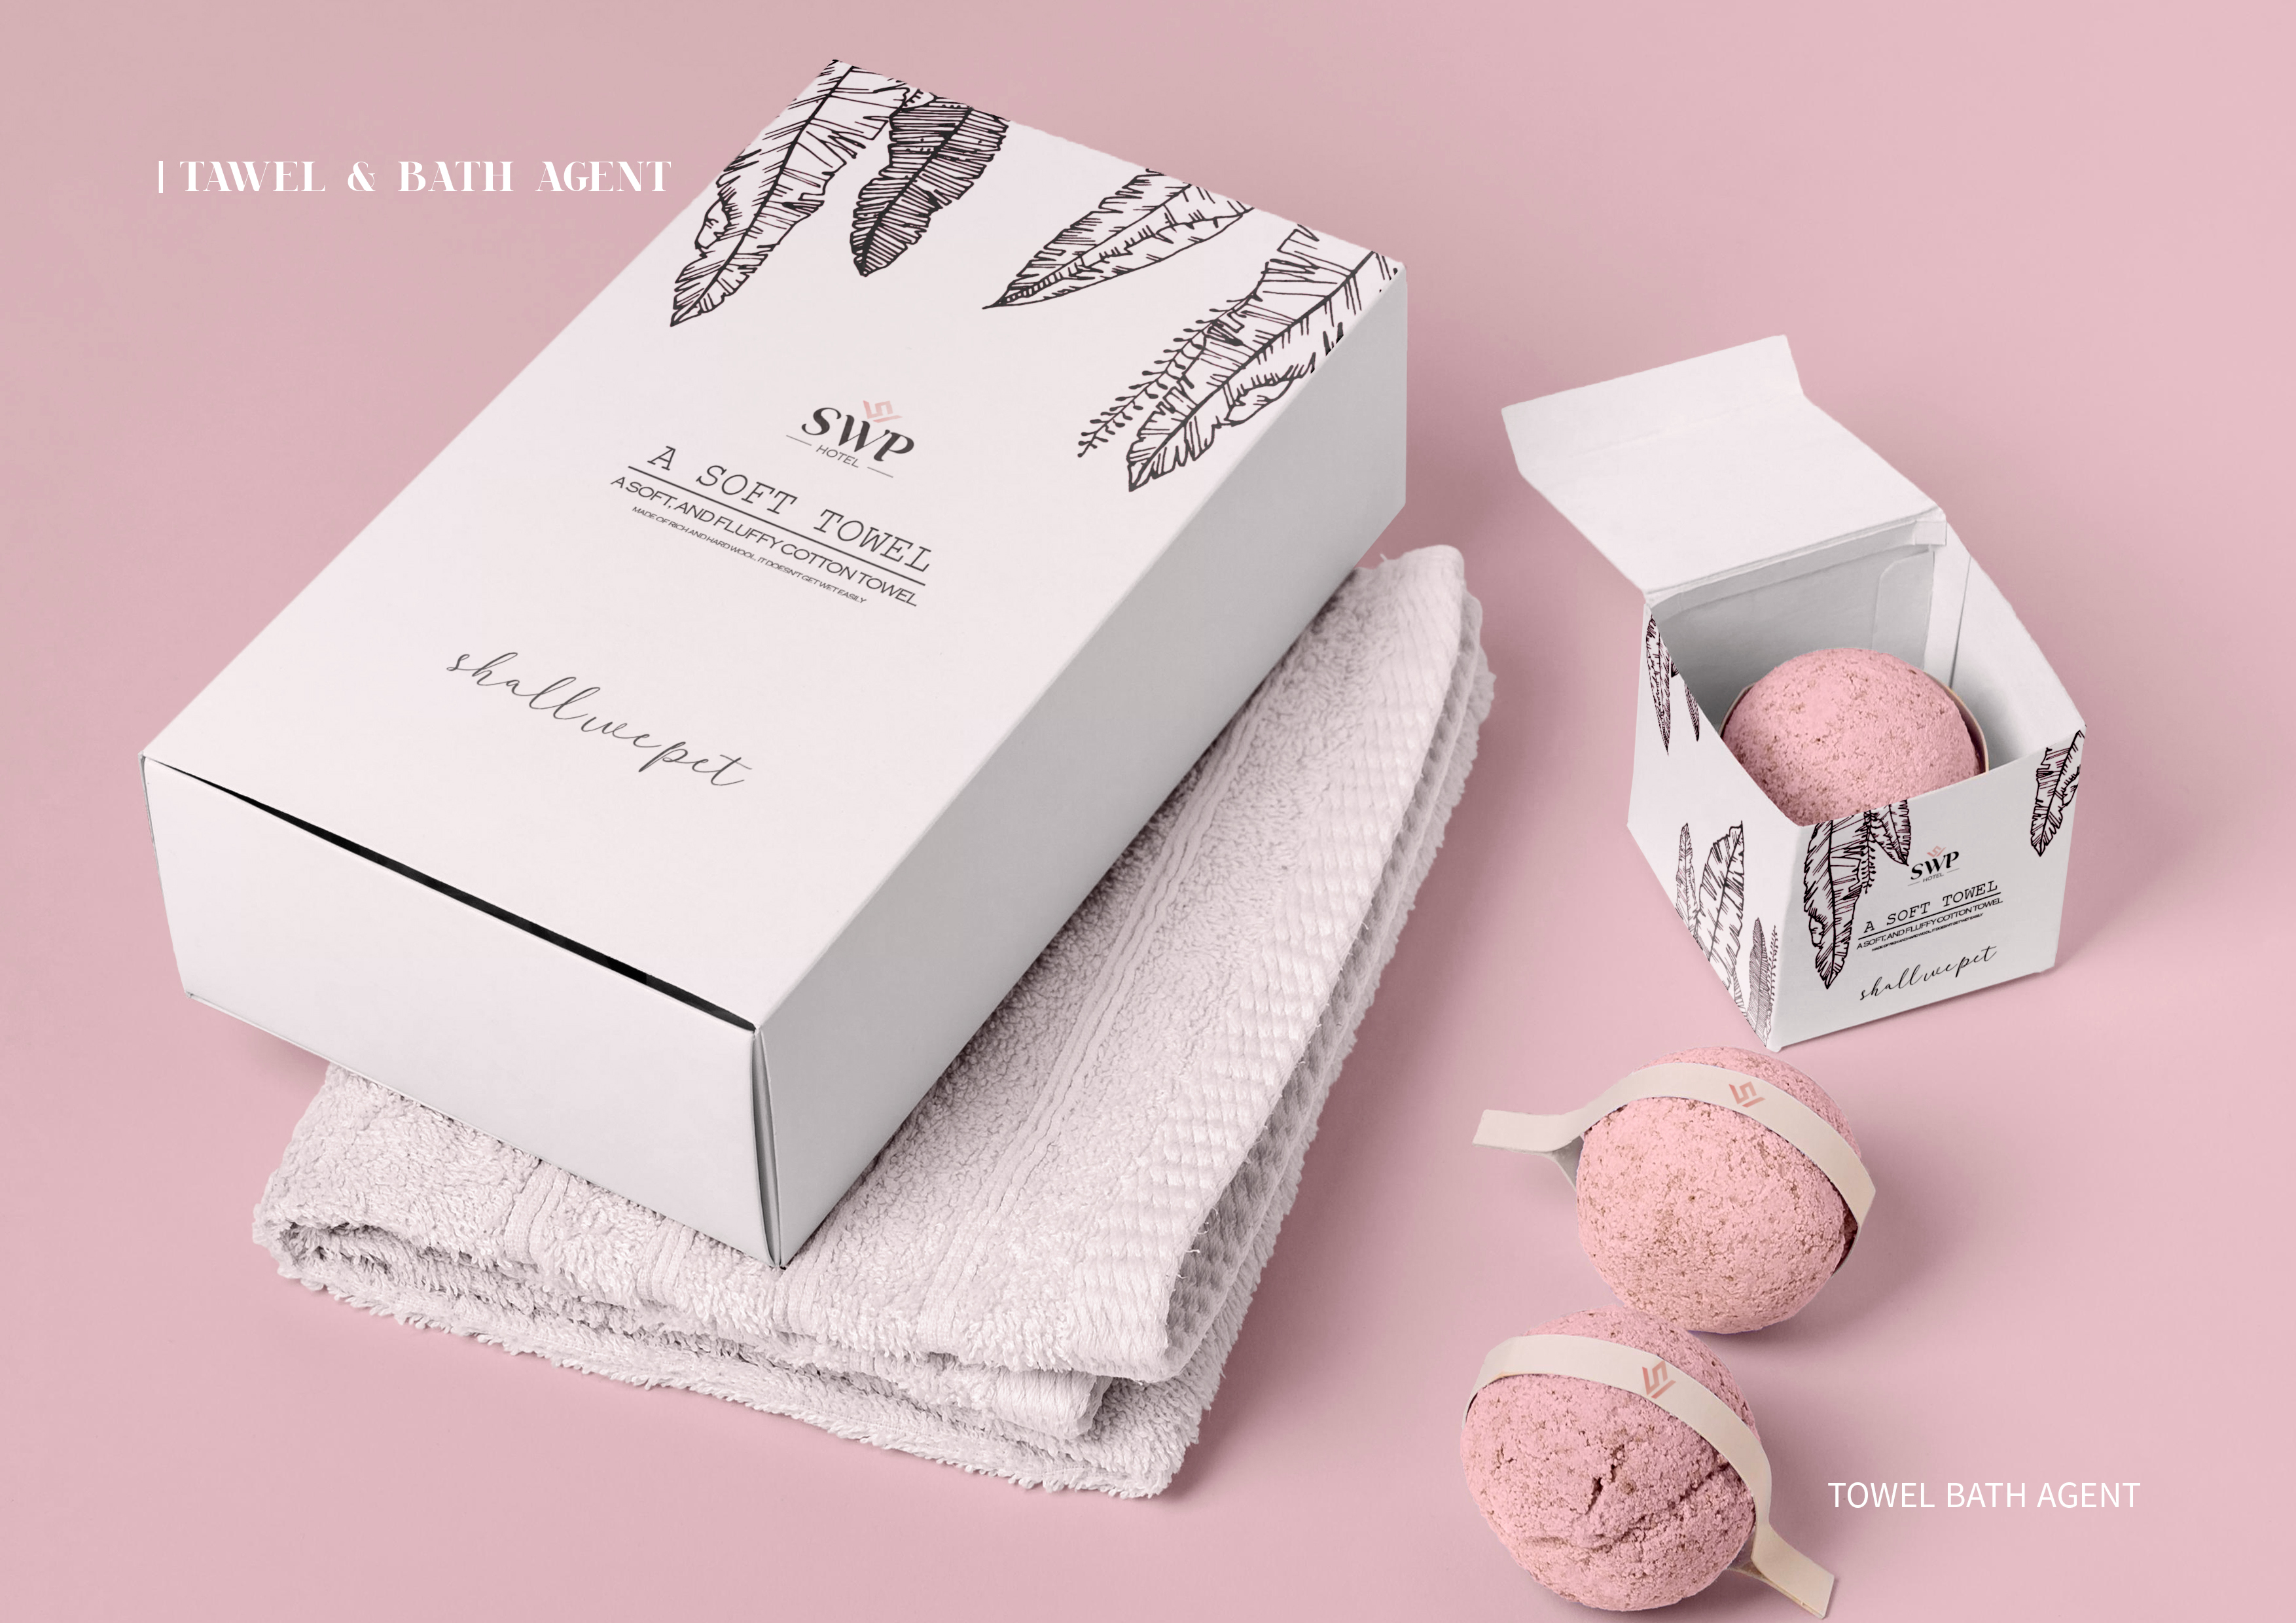 | TAWEL & BATH AGENT
SWP
HOTEL
A SOFT TOWEL
A SOFT, AND FLUFFY COTTON TOWEL
MADE OF RICH AND HARD WOOL, IT DOESN'T GET WET EASILY
shallwepet
SWP
HOTEL
A SOFT TOWEL
A SOFT, AND FLUFFY COTTON TOWEL
shallwepet
TOWEL BATH AGENT